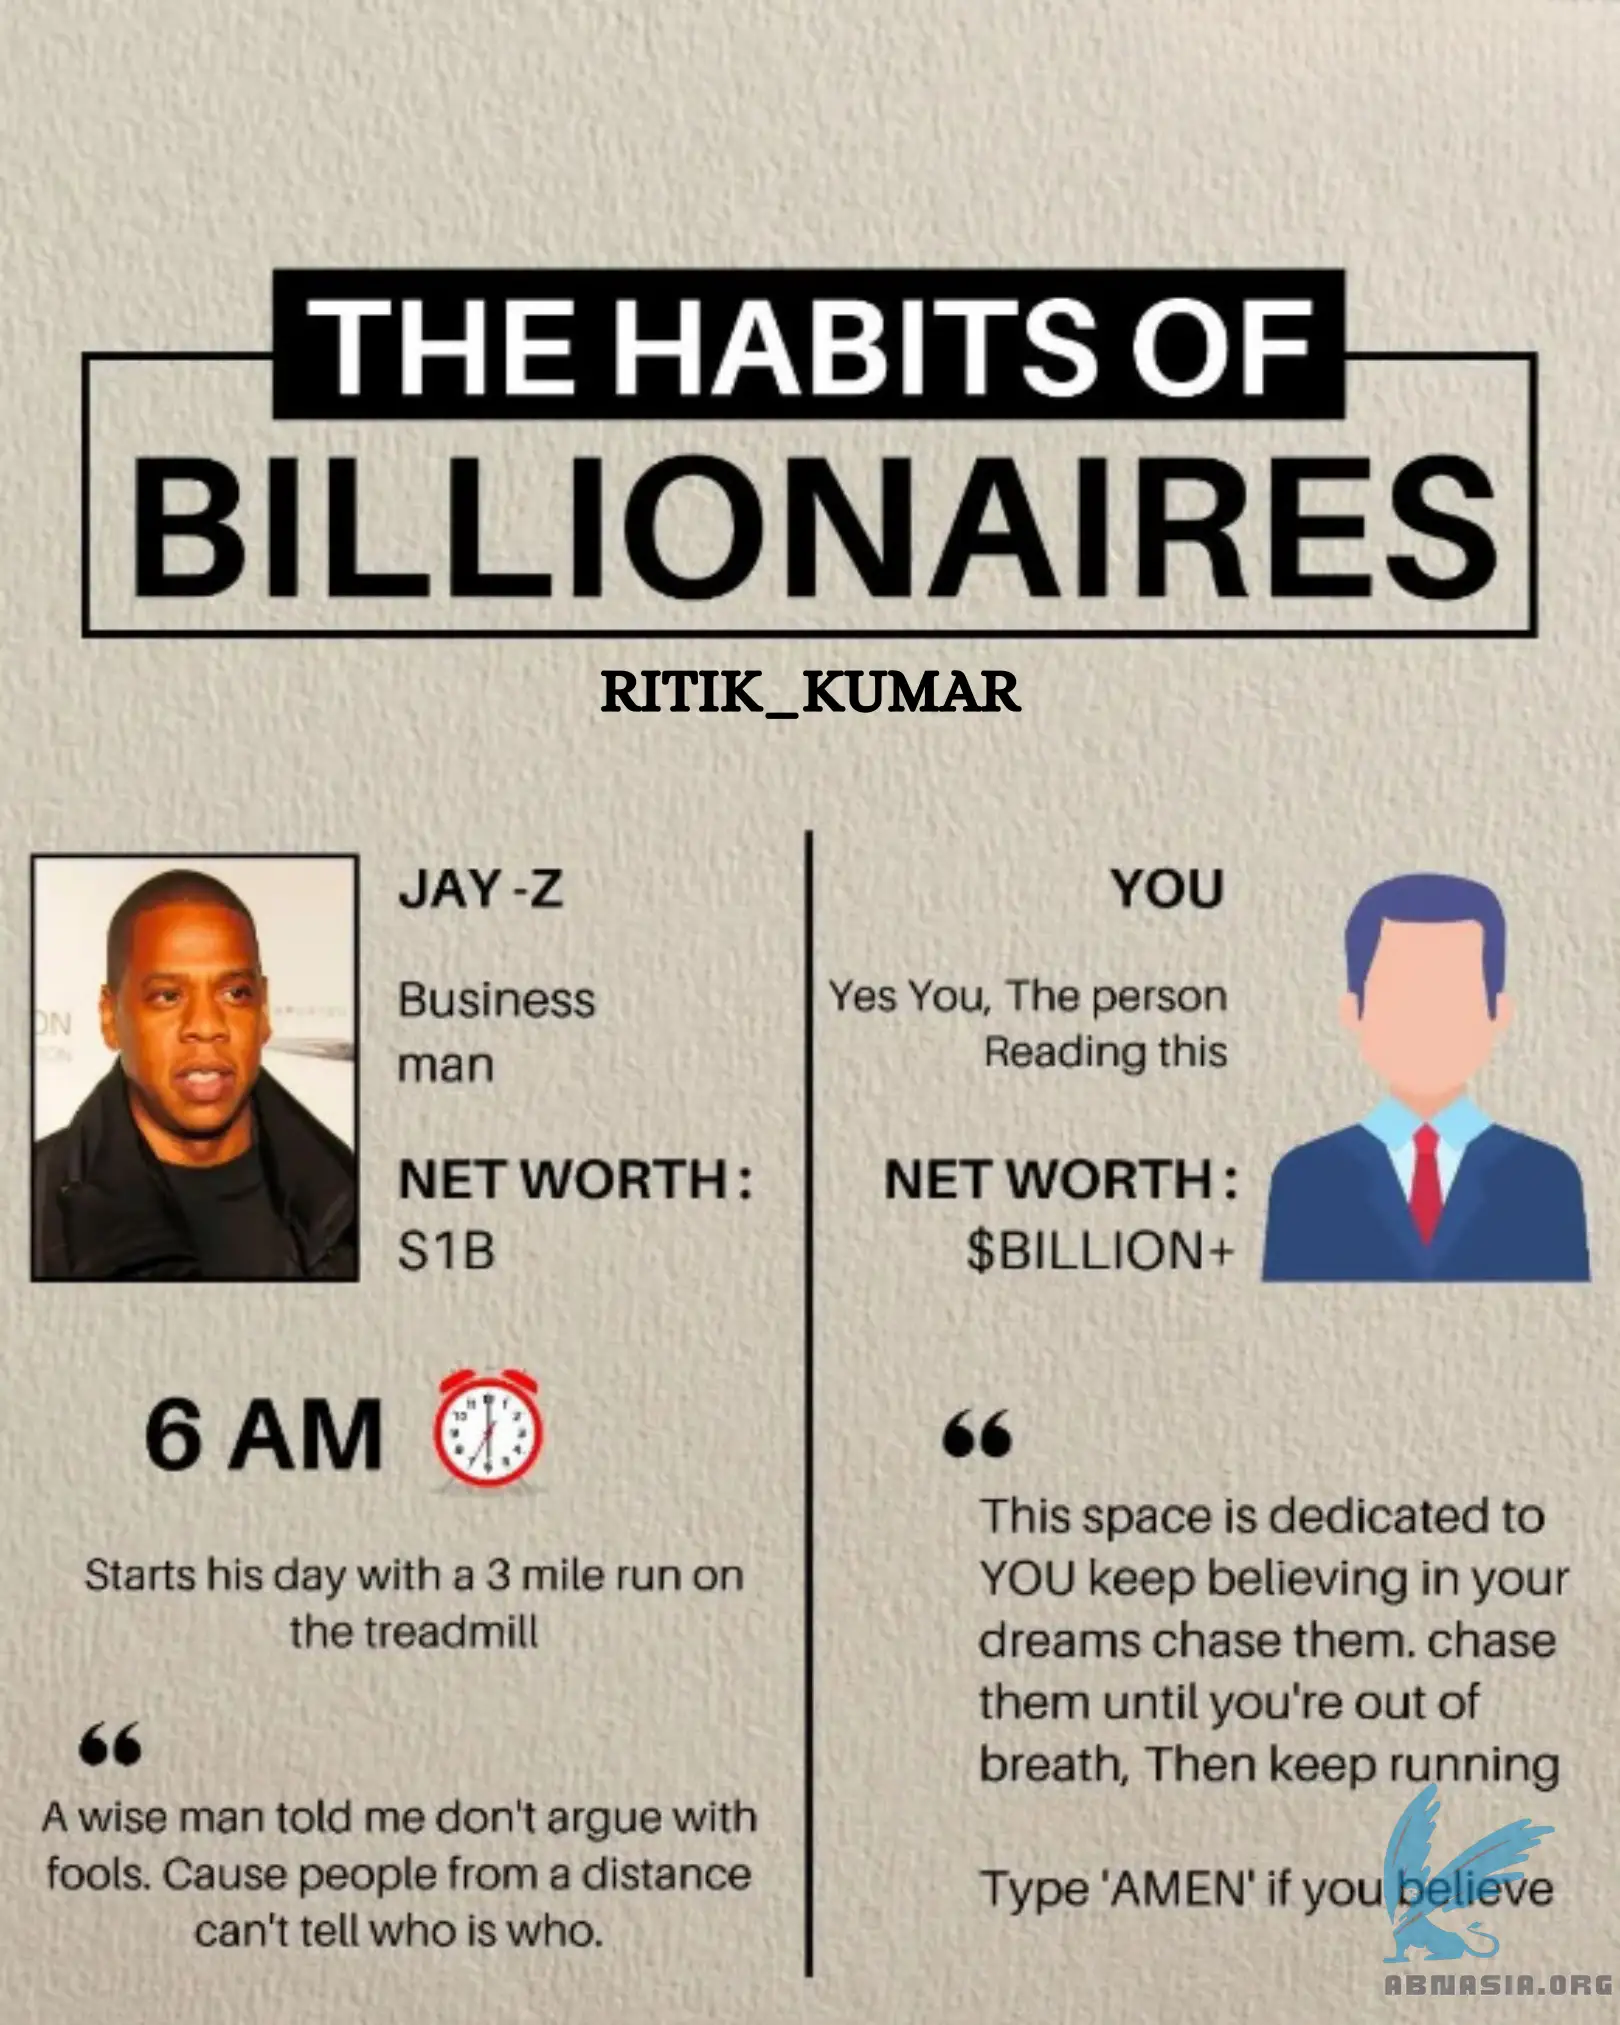 THE HABITS OF
BILLIONAIRES
RITIK_KUMAR
JAY -Z
Business
man
NET WORTH :
S1B
6 AM
Starts his day with a 3 mile run on
the treadmill
“
A wise man told me don't argue with
fools. Cause people from a distance
can't tell who is who.
YOU
Yes You, The person
Reading this
NET WORTH :
$BILLION+
“
This space is dedicated to
YOU keep believing in your
dreams chase them. chase
them until you're out of
breath, Then keep running
Type 'AMEN' if you believe
ABNASIA.ORG